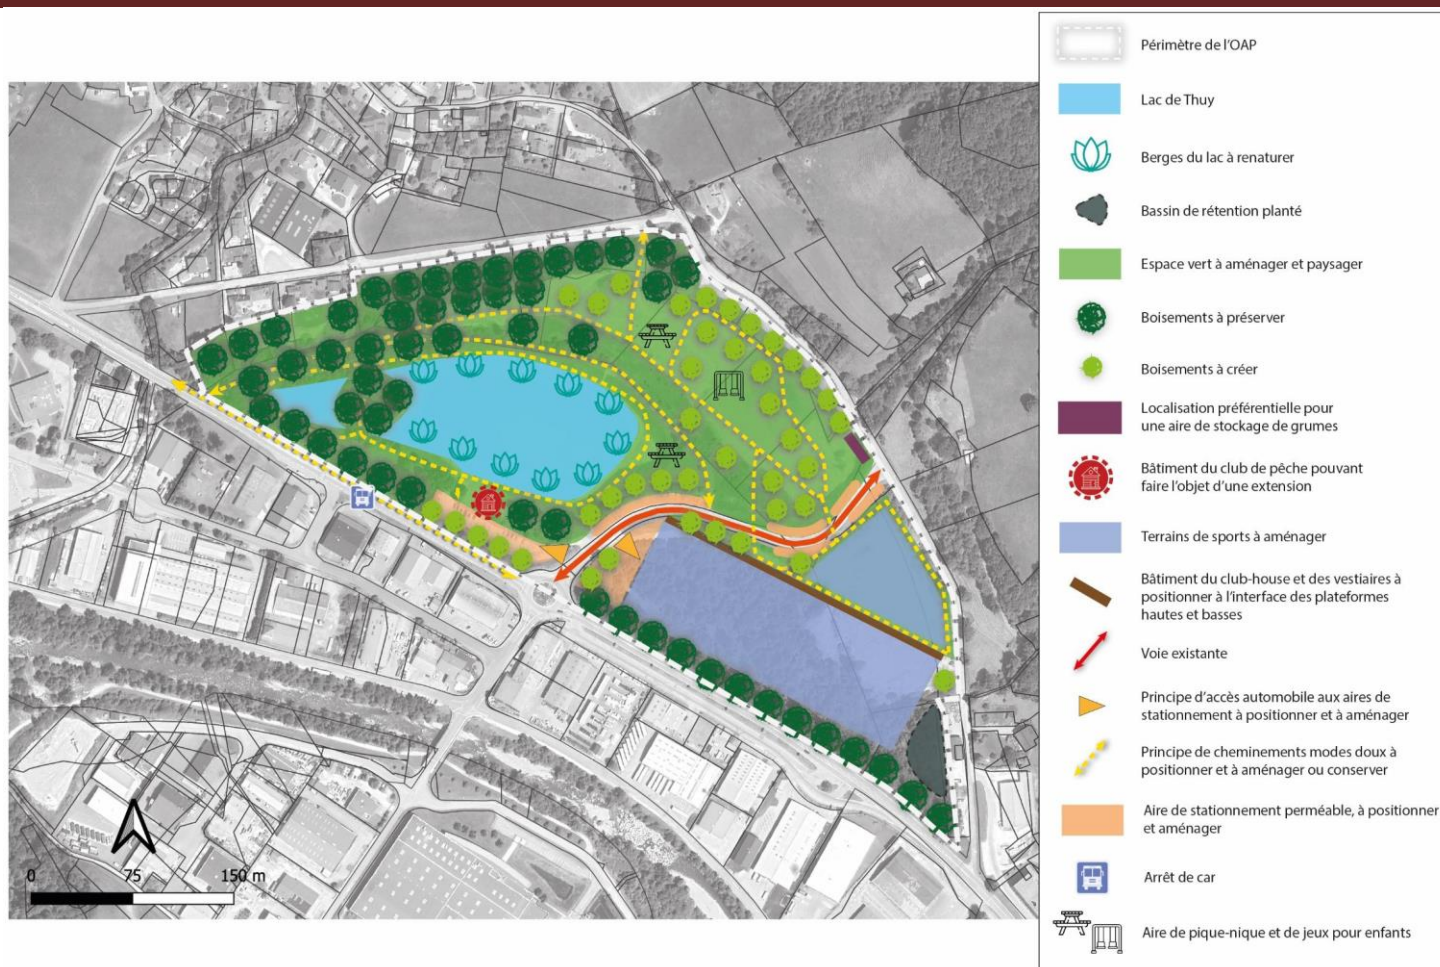 Périmètre de l'OAP
Lac de Thuy
Berges du lac à renaturer
Bassin de rétention planté
Espace vert à aménager et paysager
Boisements à préserver
Boisements à créer
Localisation préférentielle pour
une aire de stockage de grumes
Bâtiment du club de pêche pouvant
faire l'objet d'une extension
Terrains de sports à aménager
Bâtiment du club-house et des vestiaires à
positionner à l'interface des plateformes
hautes et basses
Voie existante
Principe d'accès automobile aux aires de
stationnement à positionner et à aménager
Principe de cheminements modes doux à
positionner et à aménager ou conserver
Aire de stationnement perméable, à positionner
et aménager
Arrêt de car
Aire de pique-nique et de jeux pour enfants
0 75 150 m